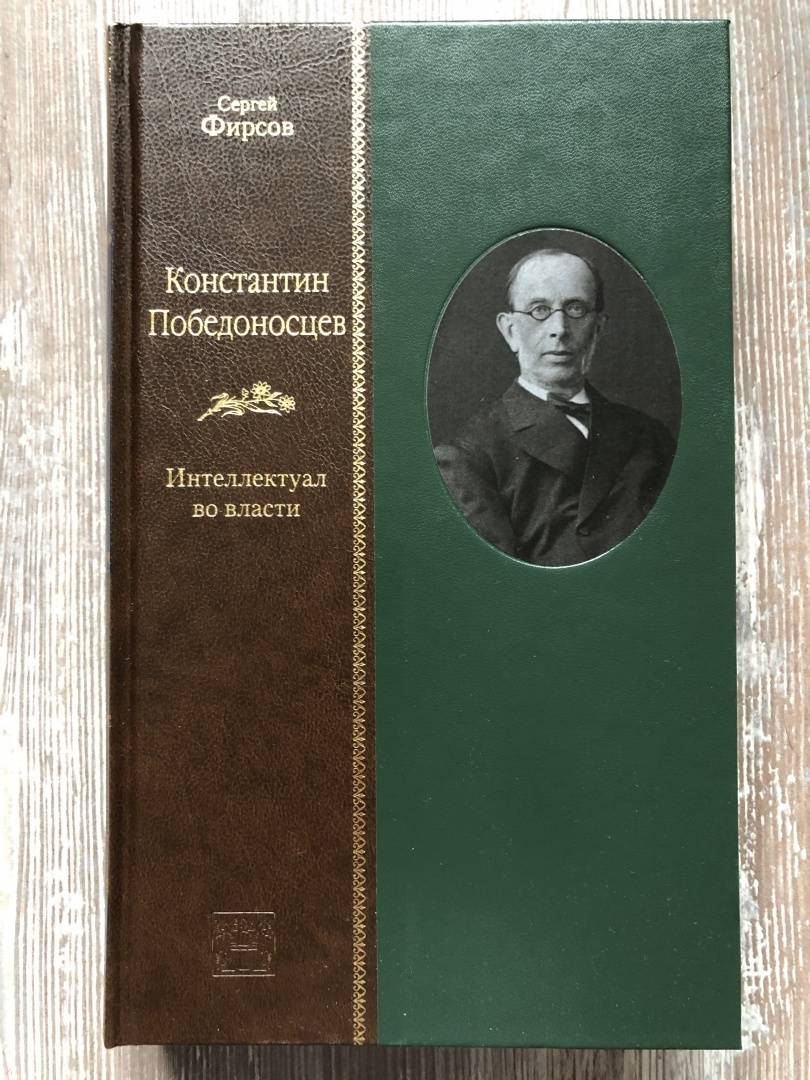 Сергей
Фирсов
Константин
Победоносцев
Интеллектуал
во власти